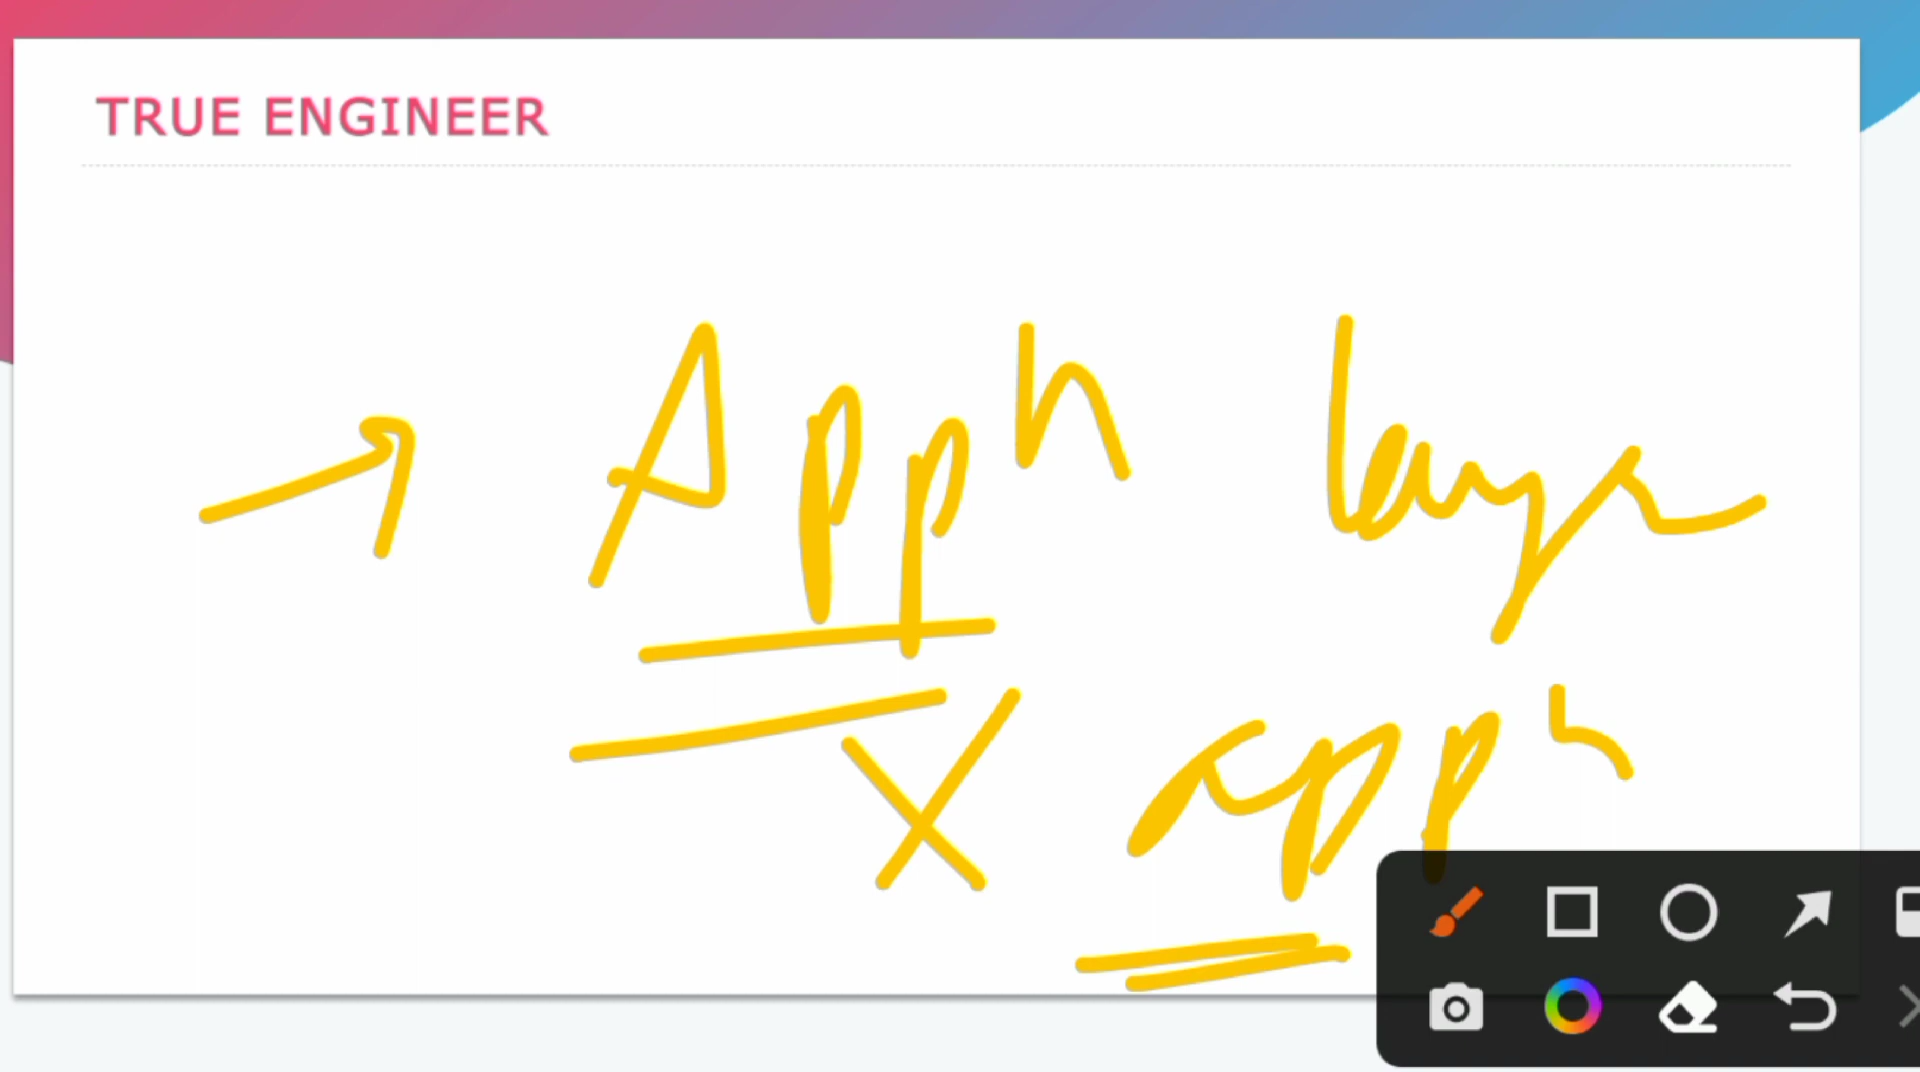 TRUE ENGINEER
→ Appⁿ layer
X appⁿ